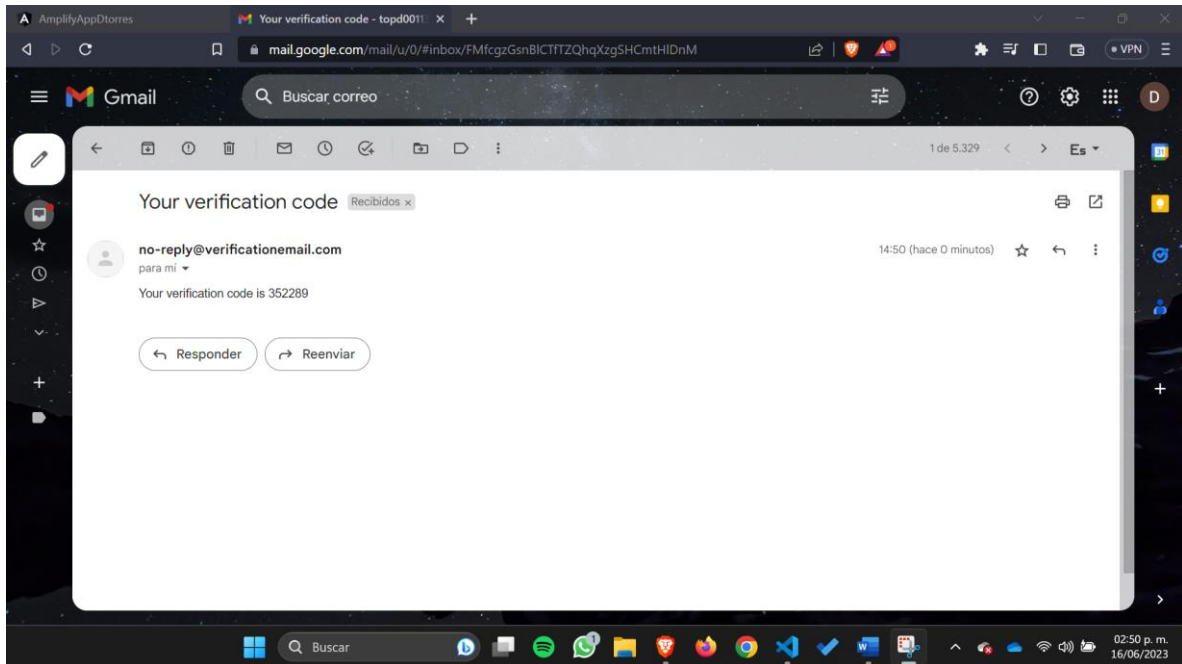 AmplifyAppDtorres
Your verification code - topd0011
mail.google.com/mail/u/0/#inbox/FMfcgzGsnBlCTfTZQhqXzgSHCmtHlDnM
VPN
Gmail
Buscar correo
D
1 de 5.329
Es
31
Your verification code Recibidos x
no-reply@verificationemail.com
14:50 (hace 0 minutos)
para mí
Your verification code is 352289
Responder
Reenviar
Buscar
02:50 p. m.
16/06/2023